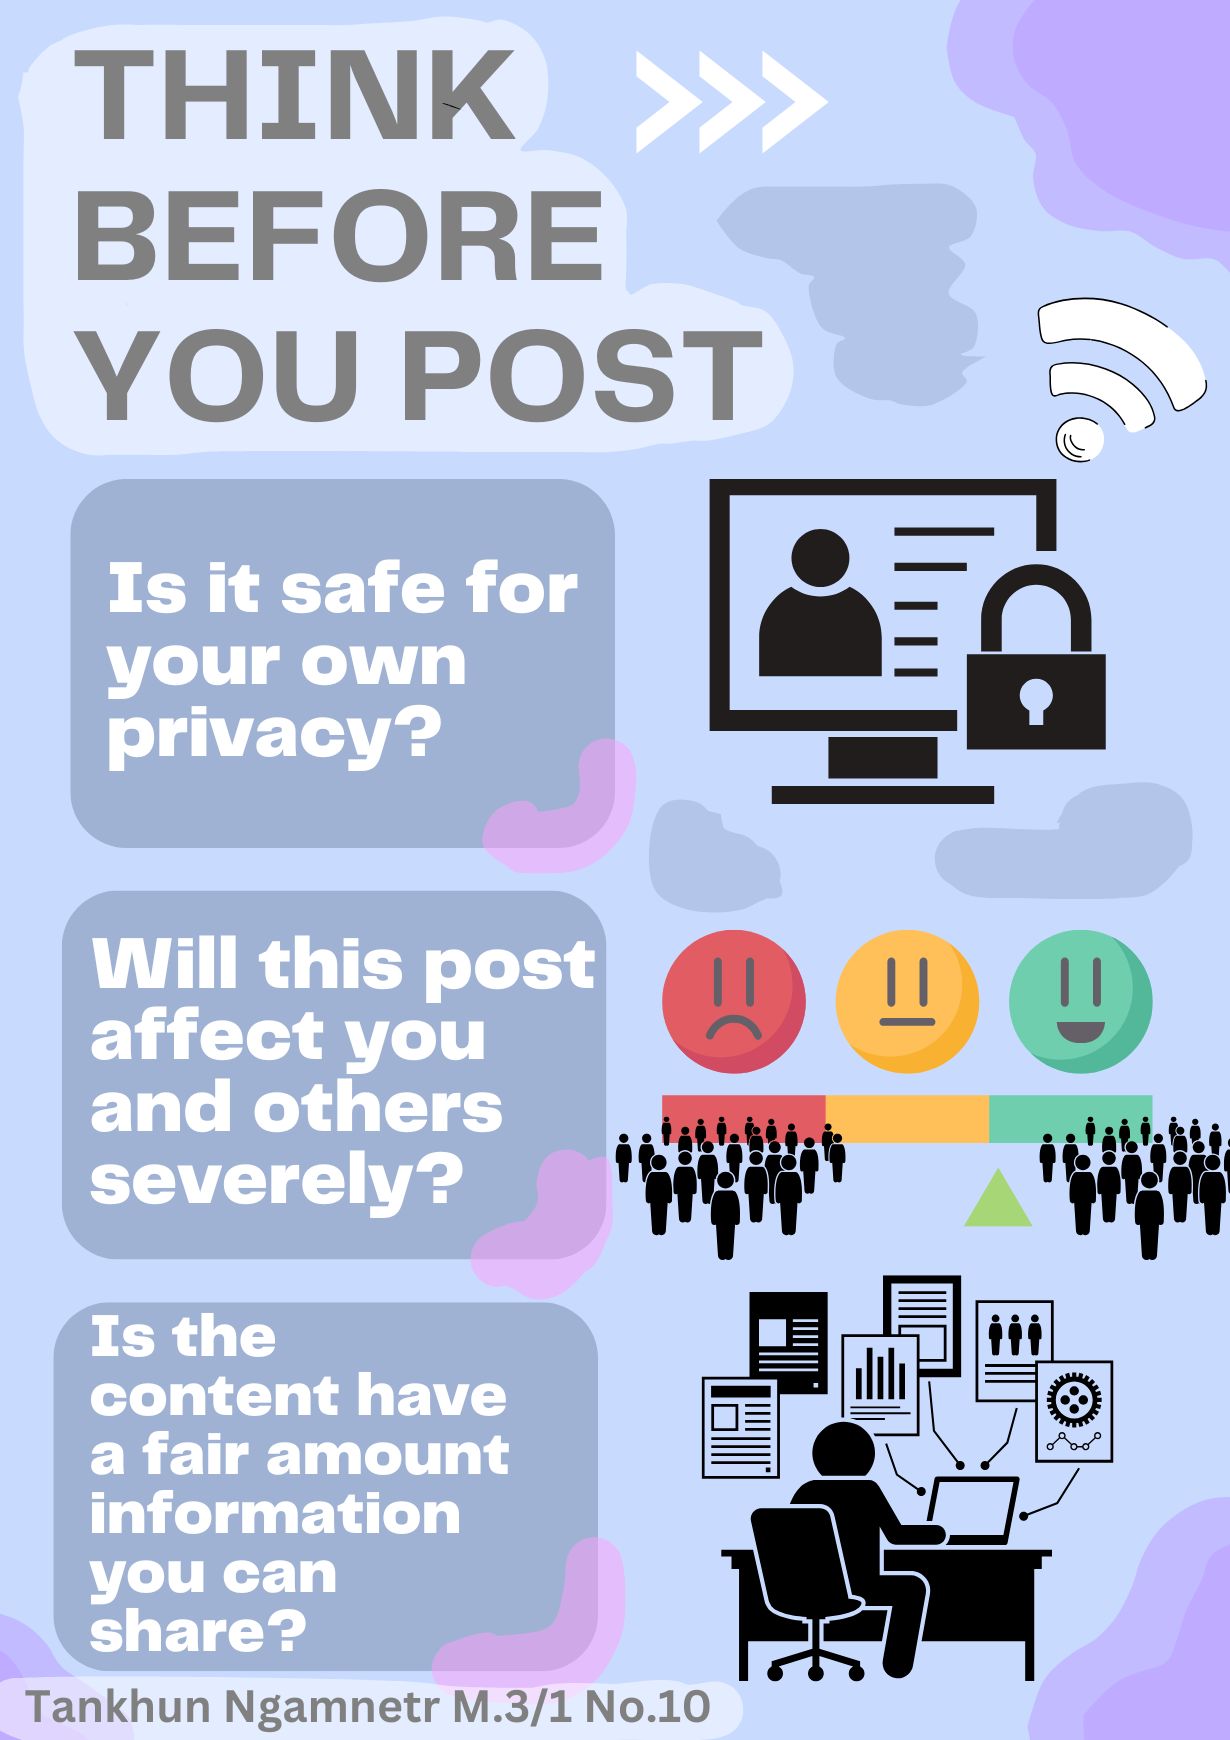 THINK
BEFORE
YOU POST
Is it safe for
your own
privacy?
Will this post
affect you
and others
severely?
Is the
content have
a fair amount
information
you can
share?
Tankhun Ngamnetr M.3/1 No.10